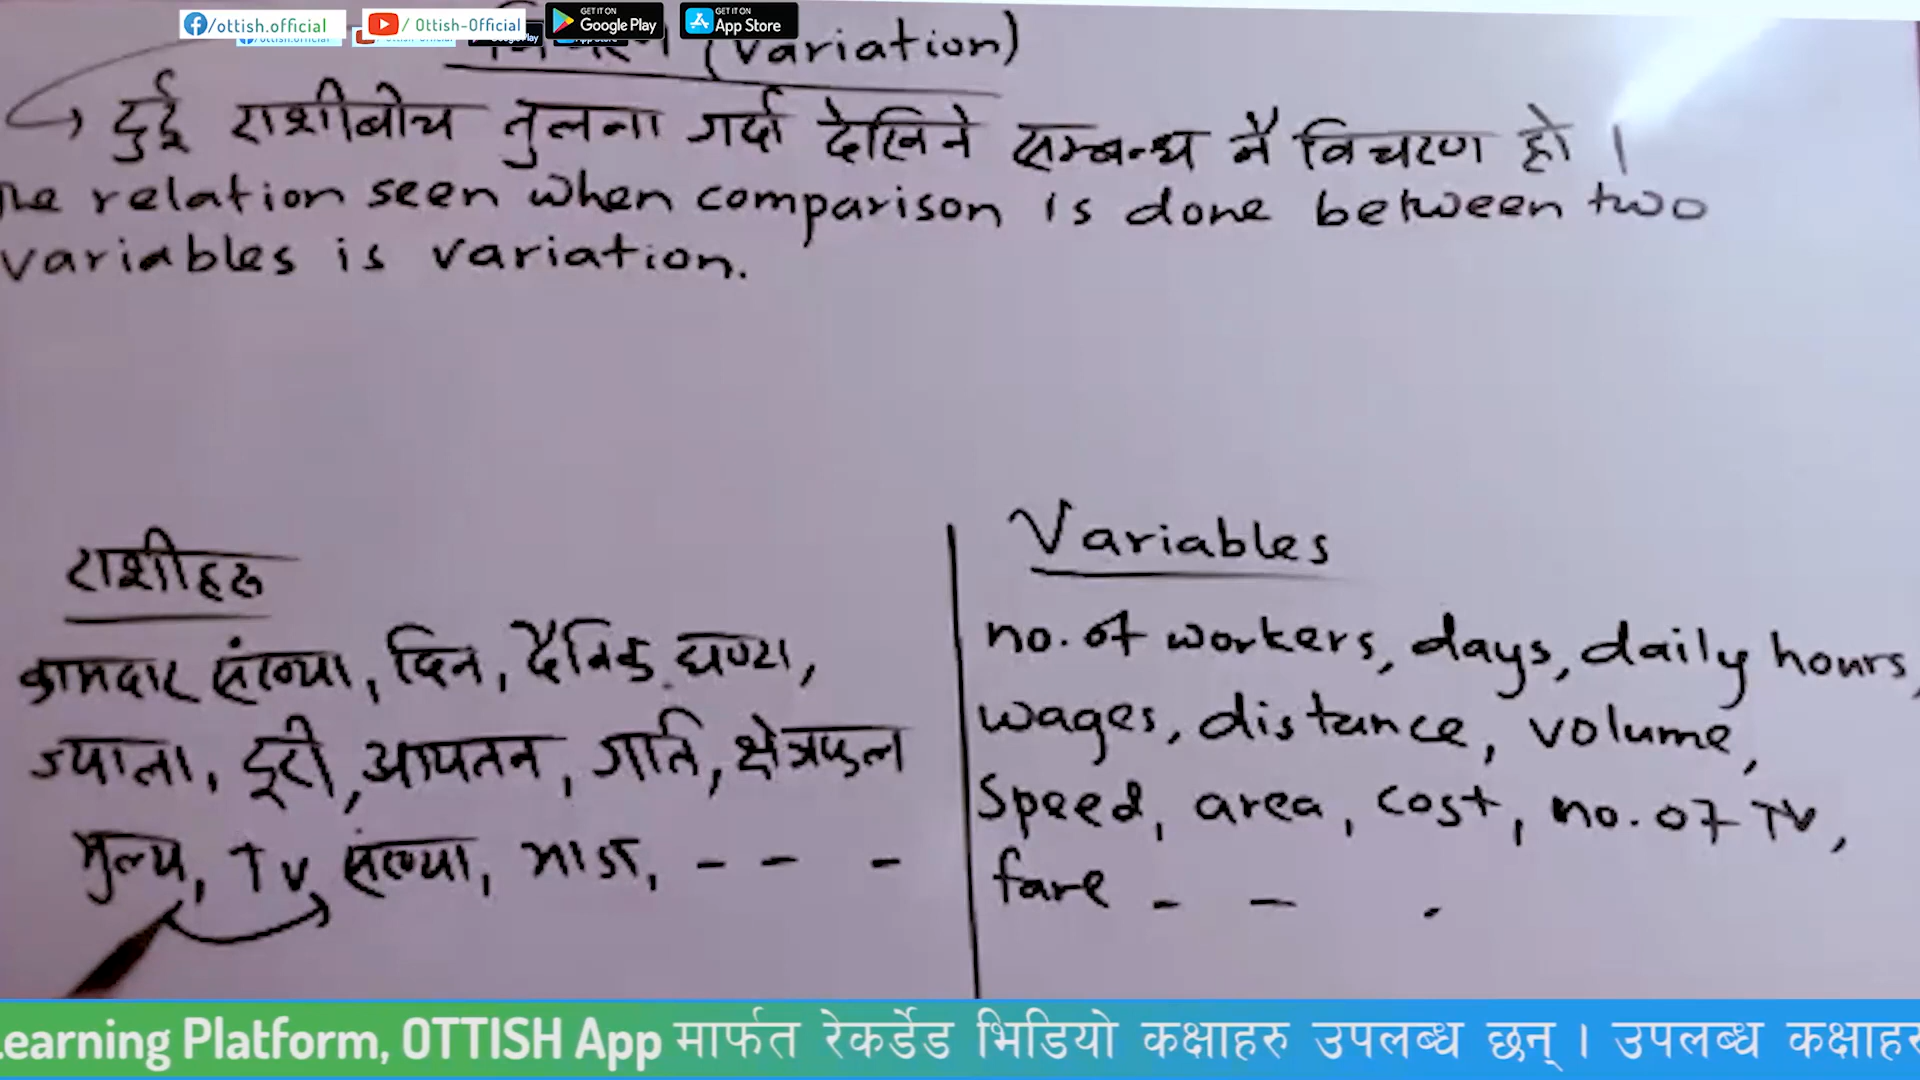 /ottish.official / Ottish-Official GET IT ON Google Play GET IT ON App Store
(Variation)
→ दुई राशीबीच तुलना गर्दा देखिने सम्बन्ध नै विचरण हो ।
The relation seen when comparison is done between two
variables is variation.
राशीहरु
कामदार संख्या, दिन, दैनिक घण्टा,
ज्याला, दूरी, आयतन, गति, क्षेत्रफल
मुल्य, TV संख्या, भाडा, - - -
Variables
no. of workers, days, daily hours,
wages, distance, volume,
Speed, area, cost, no. of TV,
fare - - -
Learning Platform, OTTISH App मार्फत रेकर्डेड भिडियो कक्षाहरु उपलब्ध छन् । उपलब्ध कक्षाहरु